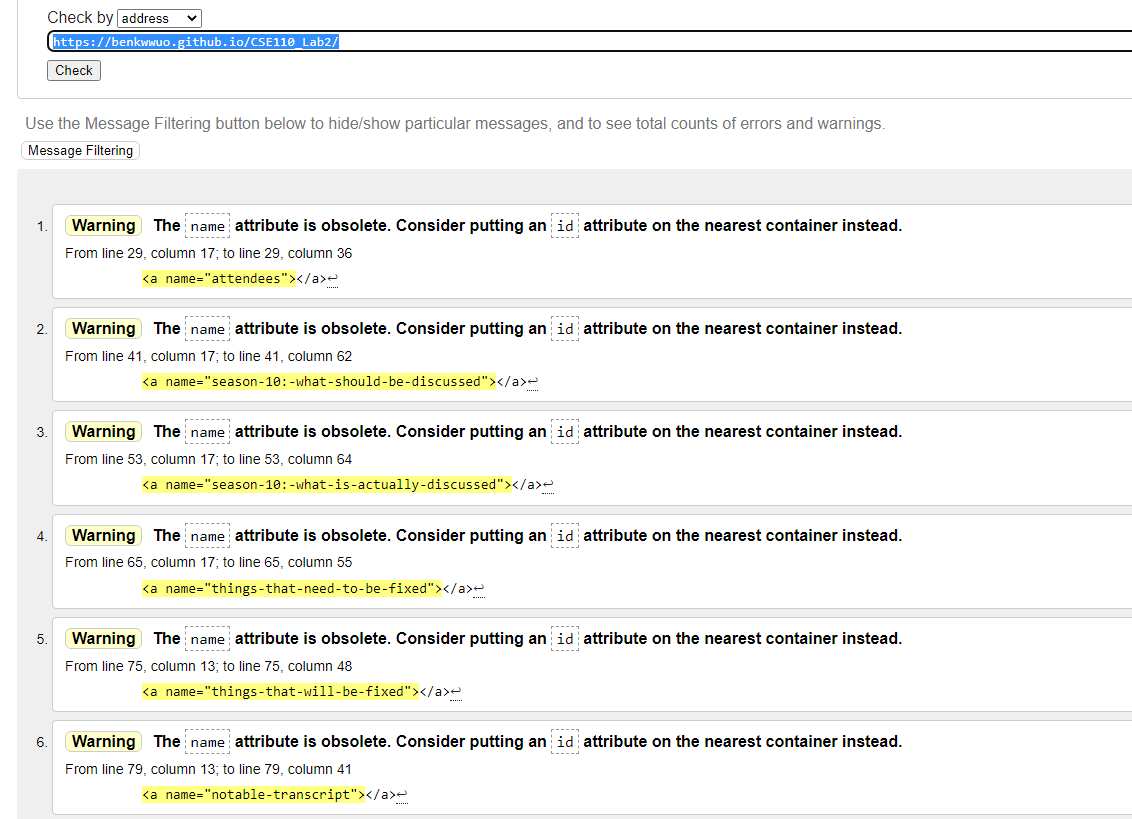 Check by address
https://benkwwuo.github.io/CSE110_Lab2/
Check
Use the Message Filtering button below to hide/show particular messages, and to see total counts of errors and warnings.
Message Filtering
1. Warning The name attribute is obsolete. Consider putting an id attribute on the nearest container instead.
From line 29, column 17; to line 29, column 36
<a name="attendees"></a>↩
2. Warning The name attribute is obsolete. Consider putting an id attribute on the nearest container instead.
From line 41, column 17; to line 41, column 62
<a name="season-10:-what-should-be-discussed"></a>↩
3. Warning The name attribute is obsolete. Consider putting an id attribute on the nearest container instead.
From line 53, column 17; to line 53, column 64
<a name="season-10:-what-is-actually-discussed"></a>↩
4. Warning The name attribute is obsolete. Consider putting an id attribute on the nearest container instead.
From line 65, column 17; to line 65, column 55
<a name="things-that-need-to-be-fixed"></a>↩
5. Warning The name attribute is obsolete. Consider putting an id attribute on the nearest container instead.
From line 75, column 13; to line 75, column 48
<a name="things-that-will-be-fixed"></a>↩
6. Warning The name attribute is obsolete. Consider putting an id attribute on the nearest container instead.
From line 79, column 13; to line 79, column 41
<a name="notable-transcript"></a>↩